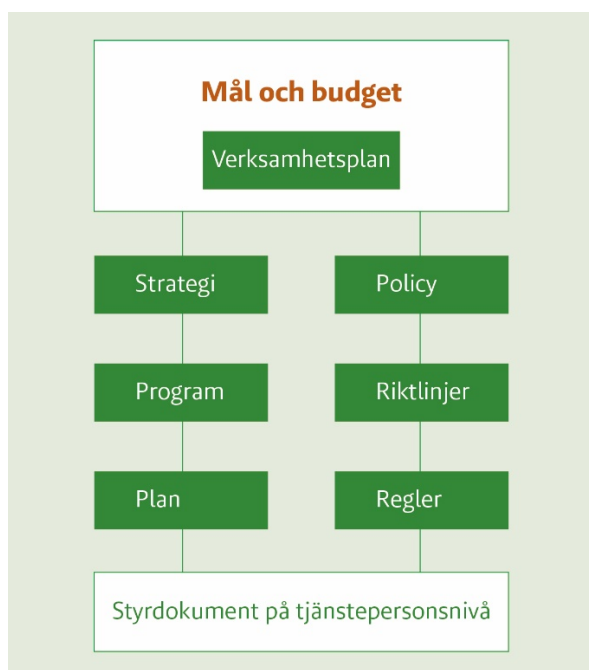 Mål och budget
Verksamhetsplan
Strategi
Policy
Program
Riktlinjer
Plan
Regler
Styrdokument på tjänstepersonsnivå